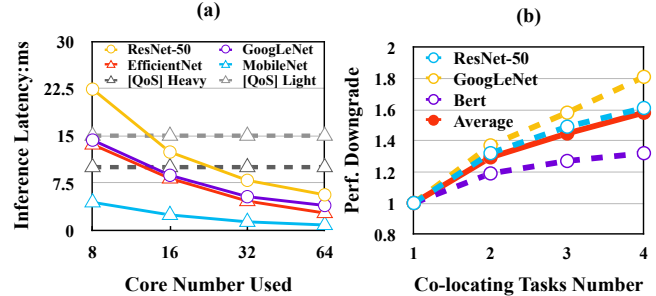 (a)
Inference Latency:ms
30
22.5
15
7.5
0
ResNet-50
GoogLeNet
EfficientNet
MobileNet
[QoS] Heavy
[QoS] Light
8
16
32
64
Core Number Used
(b)
Perf. Downgrade
2
1.8
1.6
1.4
1.2
1
0.8
ResNet-50
GoogLeNet
Bert
Average
1
2
3
4
Co-locating Tasks Number